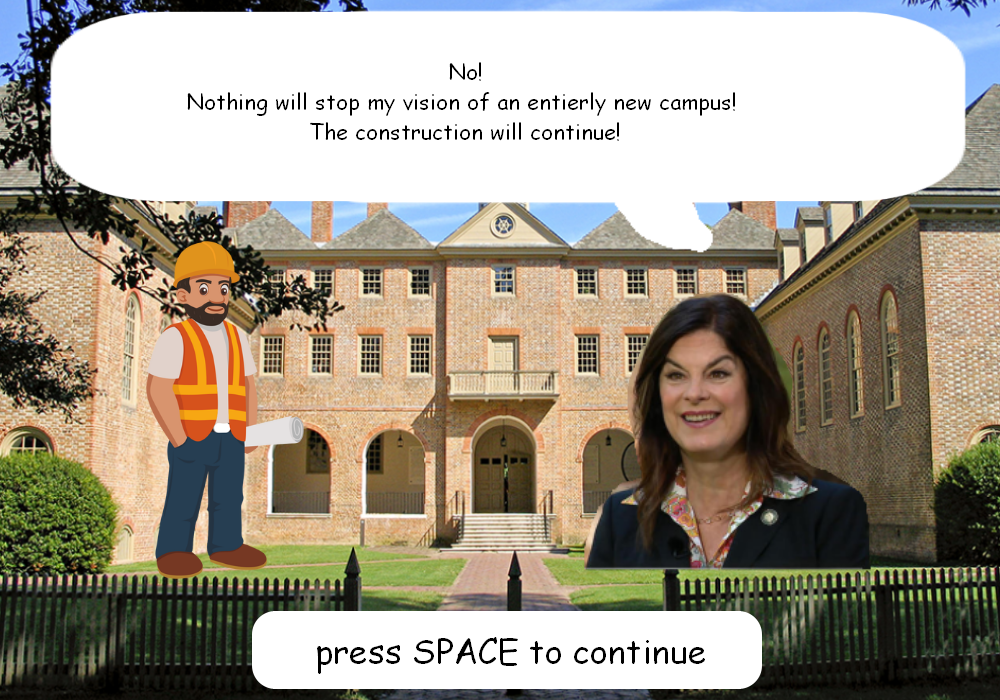 No!
Nothing will stop my vision of an entierly new campus!
The construction will continue!
press SPACE to continue